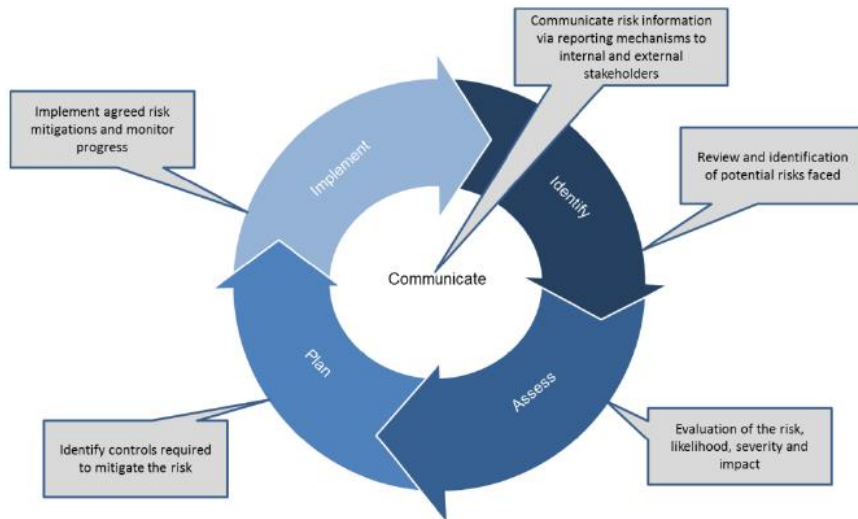 Communicate risk information
via reporting mechanisms to
internal and external
stakeholders
Implement agreed risk
mitigations and monitor
progress
Implement
Identify
Review and identification
of potential risks faced
Communicate
Plan
Assess
Identify controls required
to mitigate the risk
Evaluation of the risk,
likelihood, severity and
impact